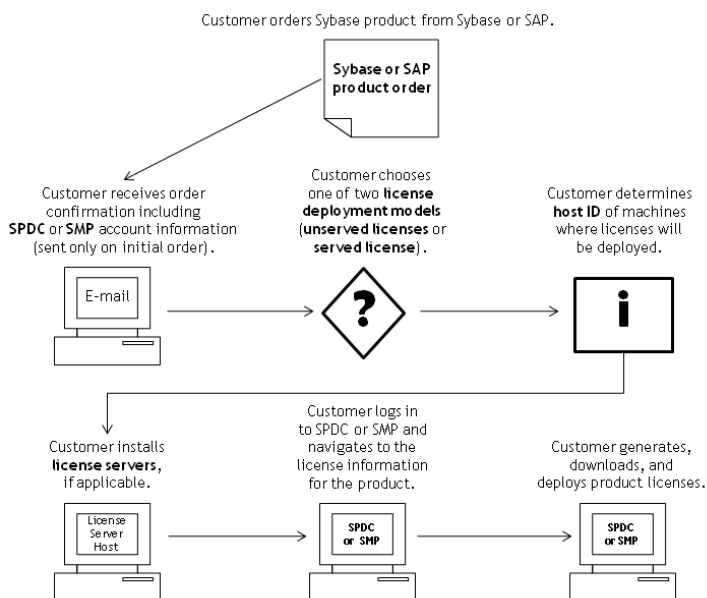 Customer orders Sybase product from Sybase or SAP.
Sybase or SAP
product order
Customer receives order
confirmation including
SPDC or SMP account information
(sent only on initial order).
E-mail
Customer chooses
one of two license
deployment models
(unserved licenses or
served license).
?
Customer determines
host ID of machines
where licenses will
be deployed.
i
Customer installs
license servers,
if applicable.
License
Server
Host
Customer logs in
to SPDC or SMP and
navigates to the
license information
for the product.
SPDC
or SMP
Customer generates,
downloads, and
deploys product licenses.
SPDC
or SMP